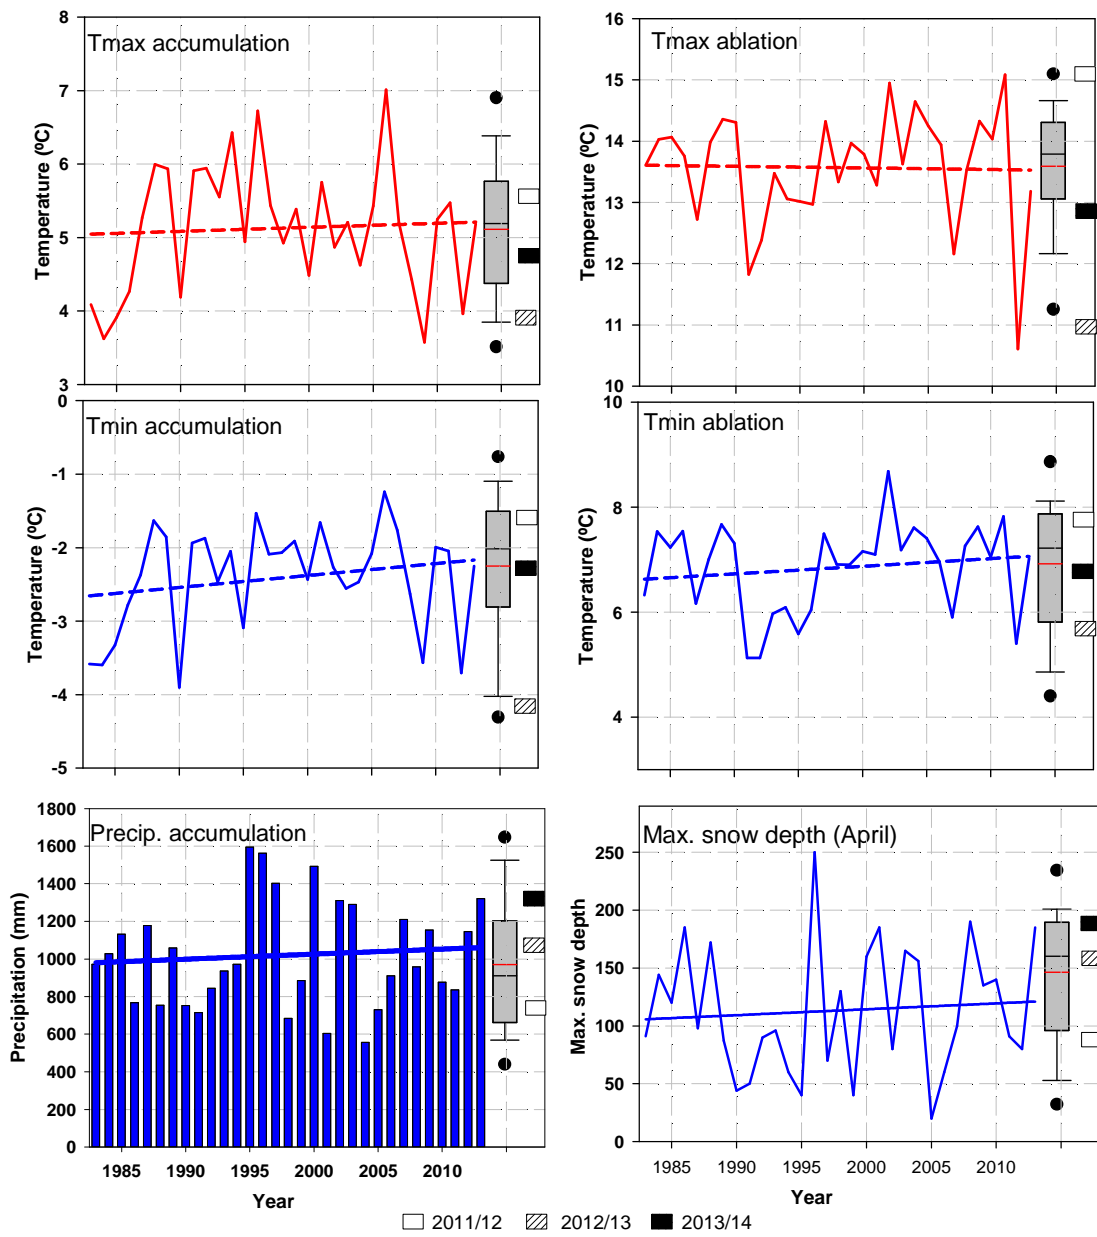 Tmax accumulation
Temperature (ºC)
8
7
6
5
4
3
Tmax ablation
Temperature (ºC)
16
15
14
13
12
11
10
Tmin accumulation
Temperature (ºC)
0
-1
-2
-3
-4
-5
Tmin ablation
Temperature (ºC)
10
8
6
4
Precip. accumulation
Precipitation (mm)
1800
1600
1400
1200
1000
800
600
400
200
0
1985 1990 1995 2000 2005 2010
Year
Max. snow depth (April)
Max. snow depth
250
200
150
100
50
0
1985 1990 1995 2000 2005 2010
Year
2011/12 2012/13 2013/14